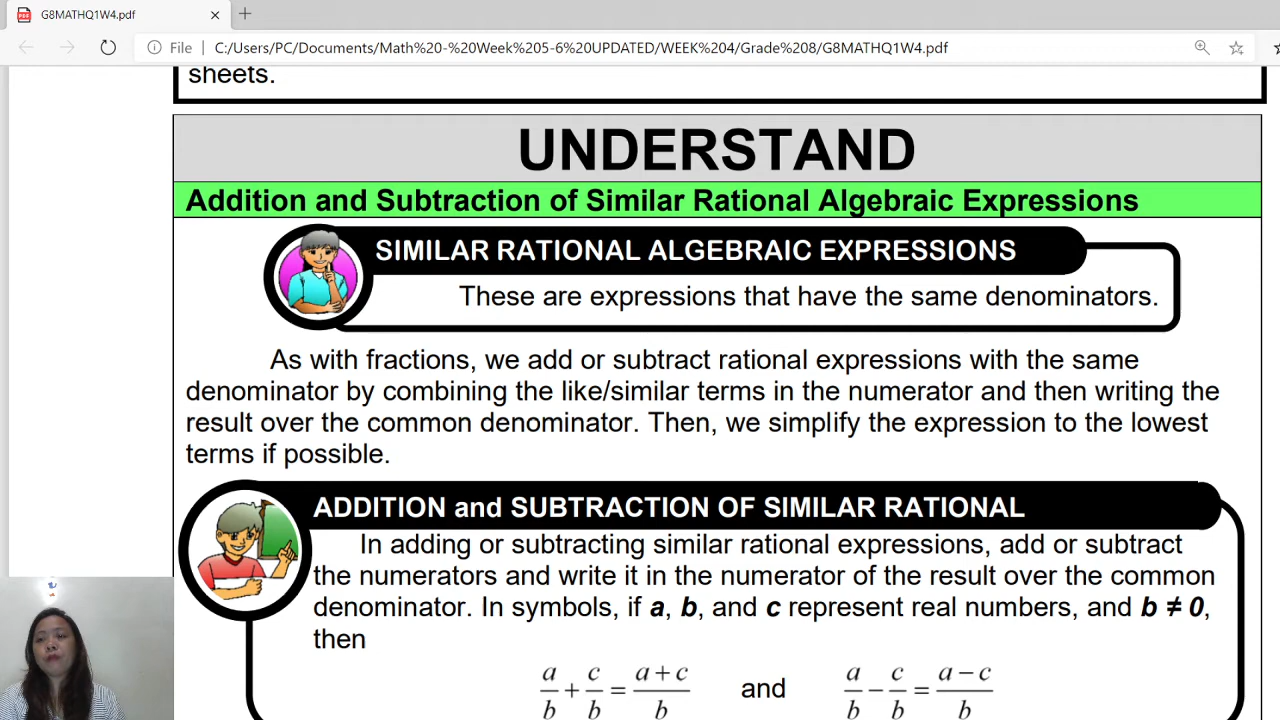 G8MATHQ1W4.pdf
File C:/Users/PC/Documents/Math%20-%20Week%205-6%20UPDATED/WEEK%204/Grade%208/G8MATHQ1W4.pdf
sheets.
UNDERSTAND
Addition and Subtraction of Similar Rational Algebraic Expressions
SIMILAR RATIONAL ALGEBRAIC EXPRESSIONS
These are expressions that have the same denominators.
As with fractions, we add or subtract rational expressions with the same
denominator by combining the like/similar terms in the numerator and then writing the
result over the common denominator. Then, we simplify the expression to the lowest
terms if possible.
ADDITION and SUBTRACTION OF SIMILAR RATIONAL
In adding or subtracting similar rational expressions, add or subtract
the numerators and write it in the numerator of the result over the common
denominator. In symbols, if a, b, and c represent real numbers, and b ≠ 0,
then
a/b + c/b = (a + c)/b and a/b − c/b = (a − c)/b